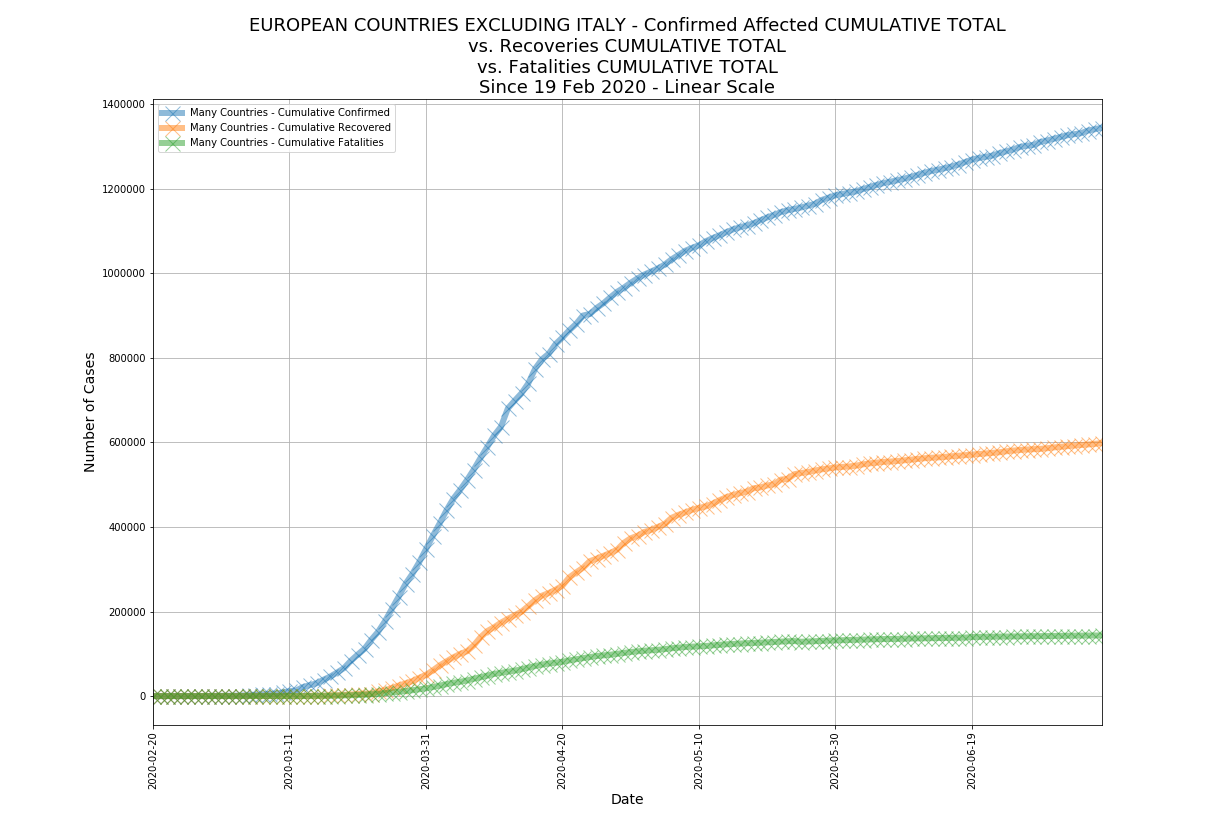 EUROPEAN COUNTRIES EXCLUDING ITALY - Confirmed Affected CUMULATIVE TOTAL
vs. Recoveries CUMULATIVE TOTAL
vs. Fatalities CUMULATIVE TOTAL
Since 19 Feb 2020 - Linear Scale
Many Countries - Cumulative Confirmed
Many Countries - Cumulative Recovered
Many Countries - Cumulative Fatalities
1400000
1200000
1000000
800000
600000
400000
200000
0
Number of Cases
2020-02-20
2020-03-11
2020-03-31
2020-04-20
2020-05-10
2020-05-30
2020-06-19
Date